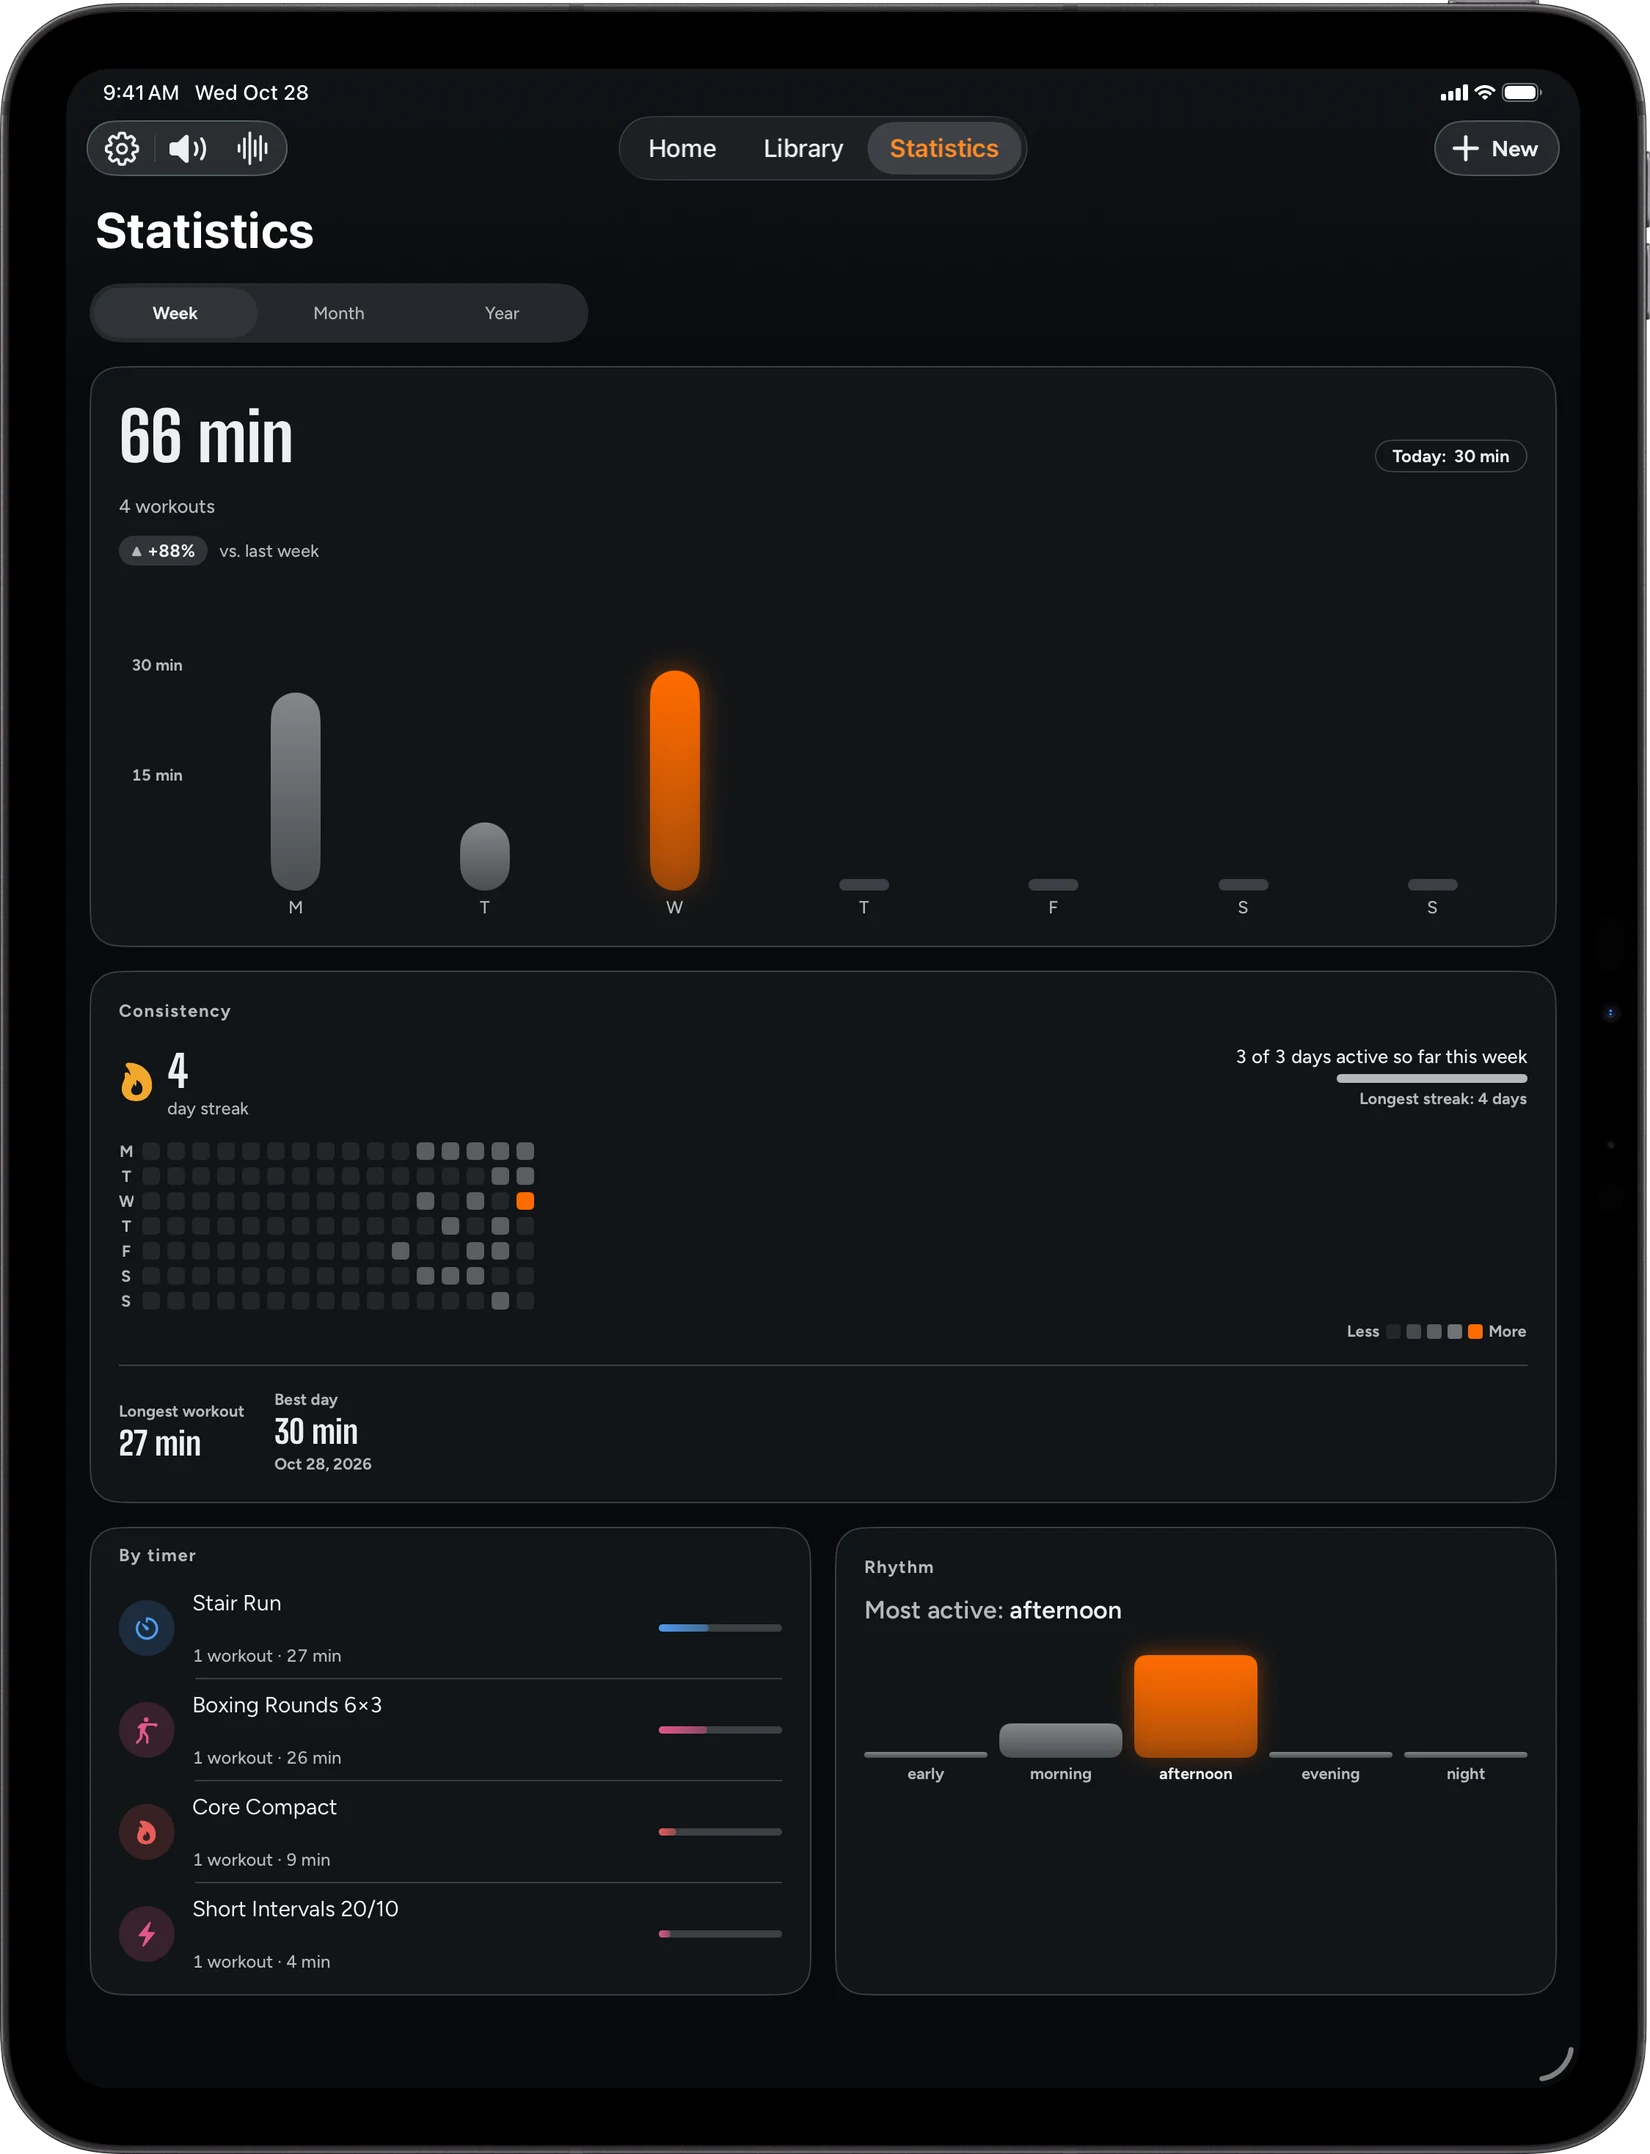 9:41 AM Wed Oct 28
Home Library Statistics
New
Statistics
Week Month Year
66 min
Today: 30 min
4 workouts
▲ +88% vs. last week
30 min
15 min
M T W T F S S
Consistency
4
day streak
3 of 3 days active so far this week
Longest streak: 4 days
M
T
W
T
F
S
S
Less More
Longest workout
27 min
Best day
30 min
Oct 28, 2026
By timer
Stair Run
1 workout · 27 min
Boxing Rounds 6×3
1 workout · 26 min
Core Compact
1 workout · 9 min
Short Intervals 20/10
1 workout · 4 min
Rhythm
Most active: afternoon
early morning afternoon evening night